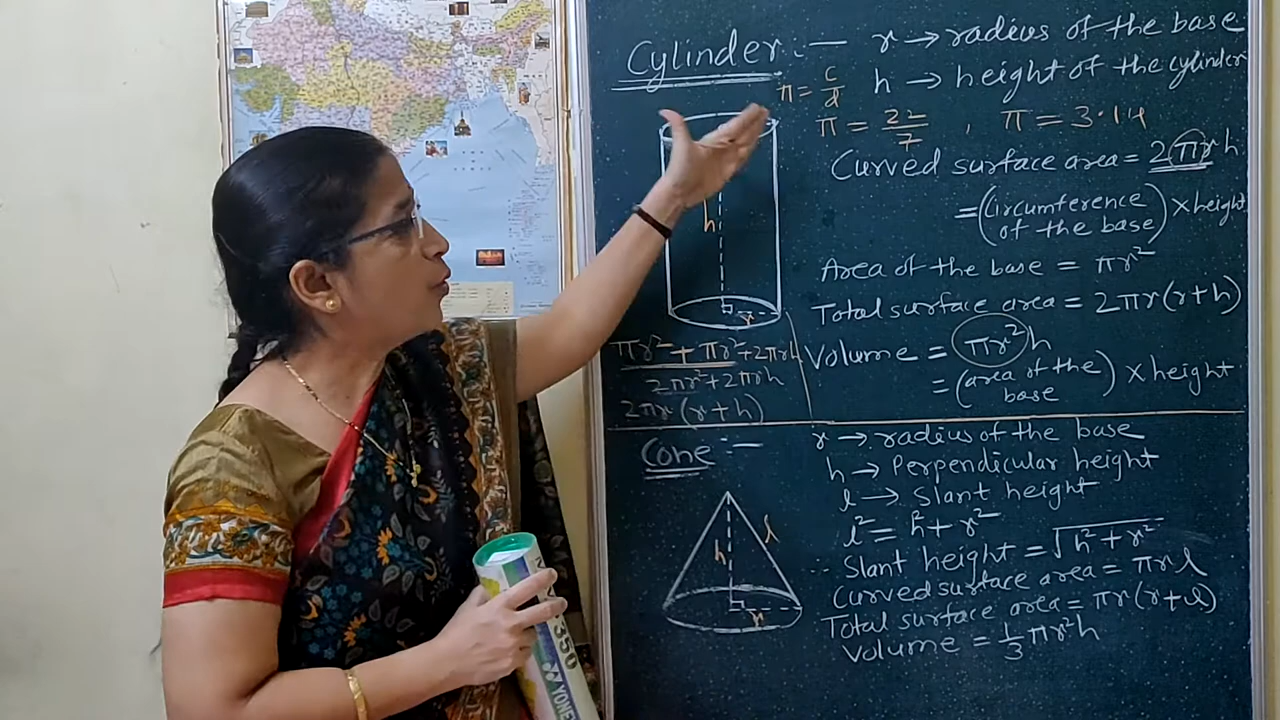 Cylinder :— r → radius of the base
π = c/d h → height of the cylinder
π = 22/7 , π = 3.14
Curved surface area = 2πrh
= (circumference of the base) × height
h
Area of the base = πr²
r
Total surface area = 2πr(r+h)
πr² + πr² + 2πrh
2πr² + 2πrh
2πr(r+h)
Volume = πr²h
= (area of the base) × height
Cone :—
r → radius of the base
h → Perpendicular height
l → Slant height
l² = h² + r²
∴ Slant height = √h² + r²
Curved surface area = πrl
Total surface area = πr(r+l)
Volume = 1/3 πr²h
h
l
r
350
YONEX